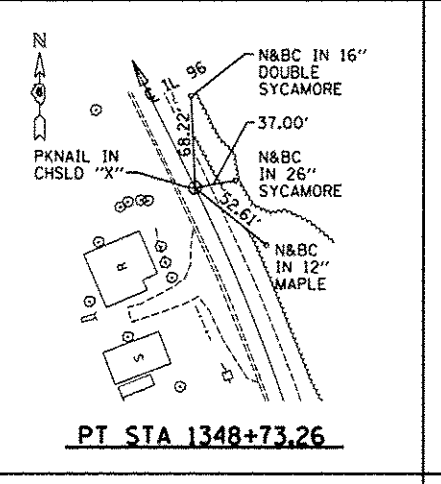 N
℄ 1L 96
N&BC IN 16"
DOUBLE
SYCAMORE
68.22'
37.00'
PKNAIL IN
CHSLD "X"
N&BC
IN 26"
SYCAMORE
52.61'
N&BC
IN 12"
MAPLE
R
S
PT STA 1348+73.26